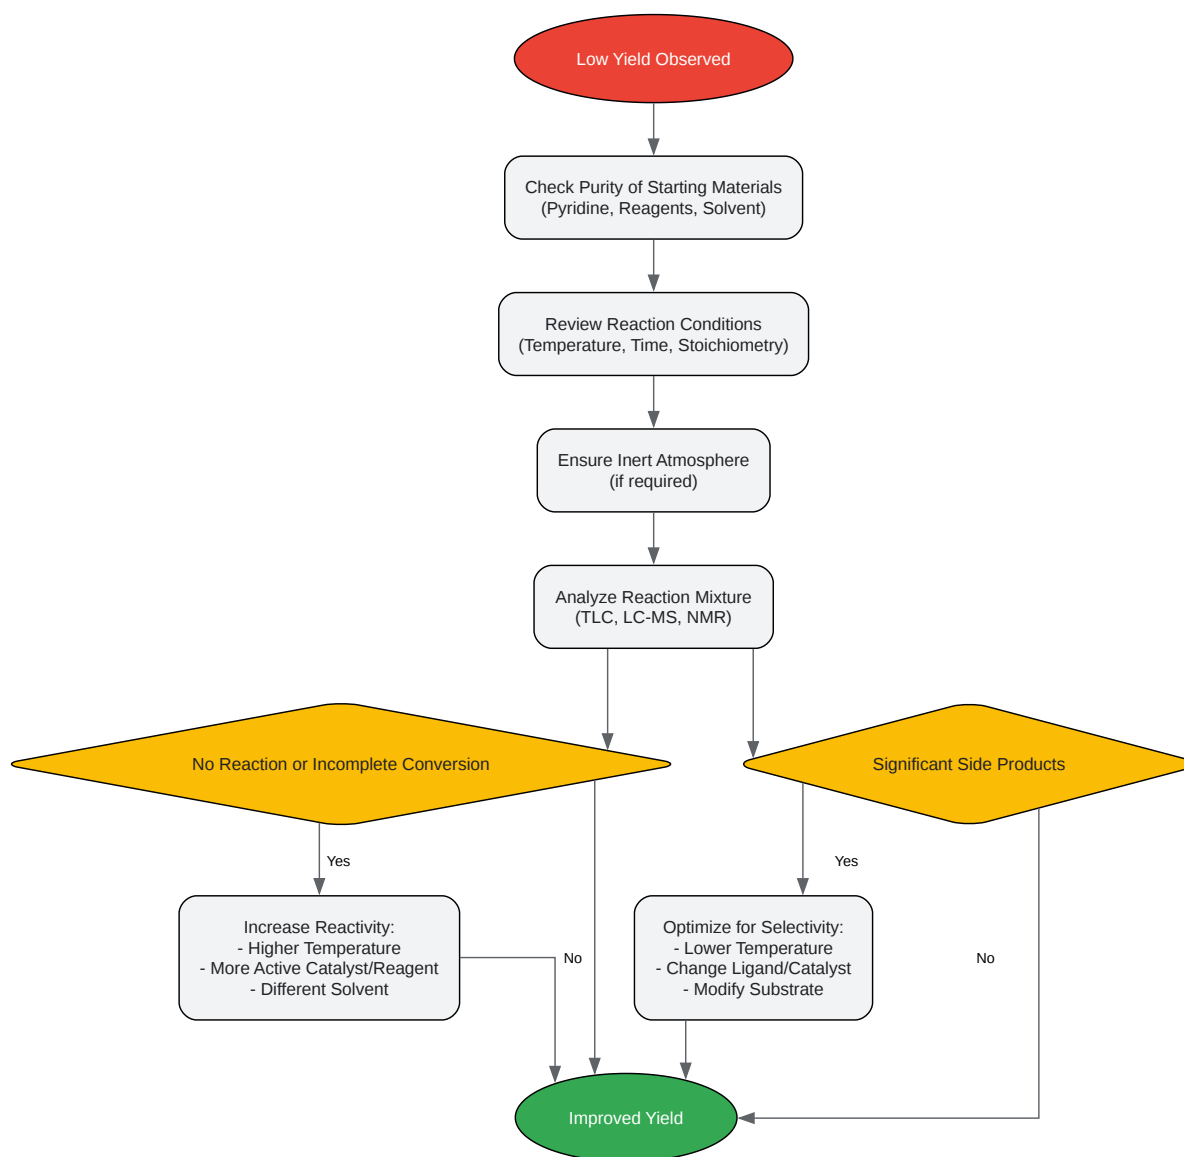 Low Yield Observed
Check Purity of Starting Materials
(Pyridine, Reagents, Solvent)
Review Reaction Conditions
(Temperature, Time, Stoichiometry)
Ensure Inert Atmosphere
(if required)
Analyze Reaction Mixture
(TLC, LC-MS, NMR)
No Reaction or Incomplete Conversion
Significant Side Products
Yes
Yes
Increase Reactivity:
- Higher Temperature
- More Active Catalyst/Reagent
- Different Solvent
No
Optimize for Selectivity:
- Lower Temperature
- Change Ligand/Catalyst
- Modify Substrate
No
Improved Yield